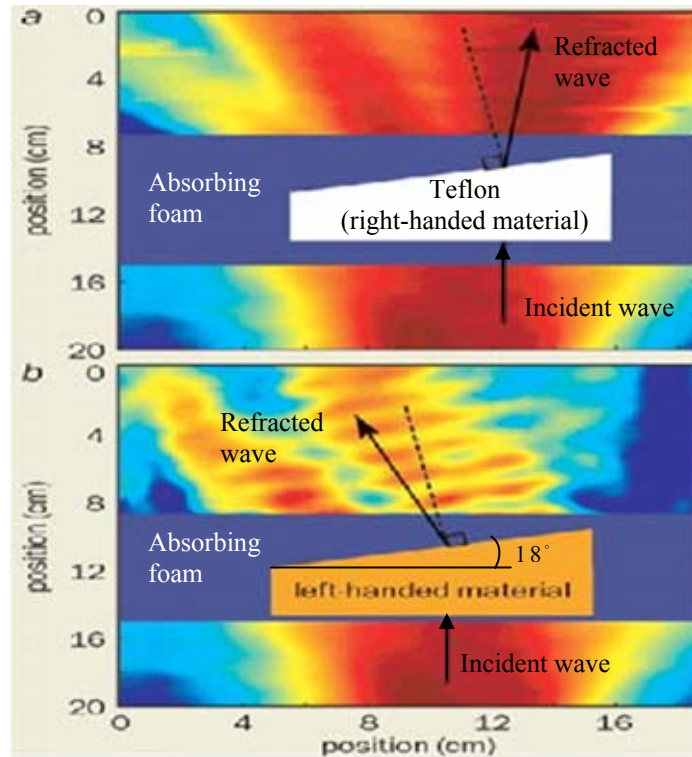 a
0
4
8
12
16
20
position (cm)
Refracted
wave
Absorbing
foam
Teflon
(right-handed material)
Incident wave
b
0
4
8
12
16
20
position (cm)
Refracted
wave
Absorbing
foam
18°
left-handed material
Incident wave
0 4 8 12 16
position (cm)